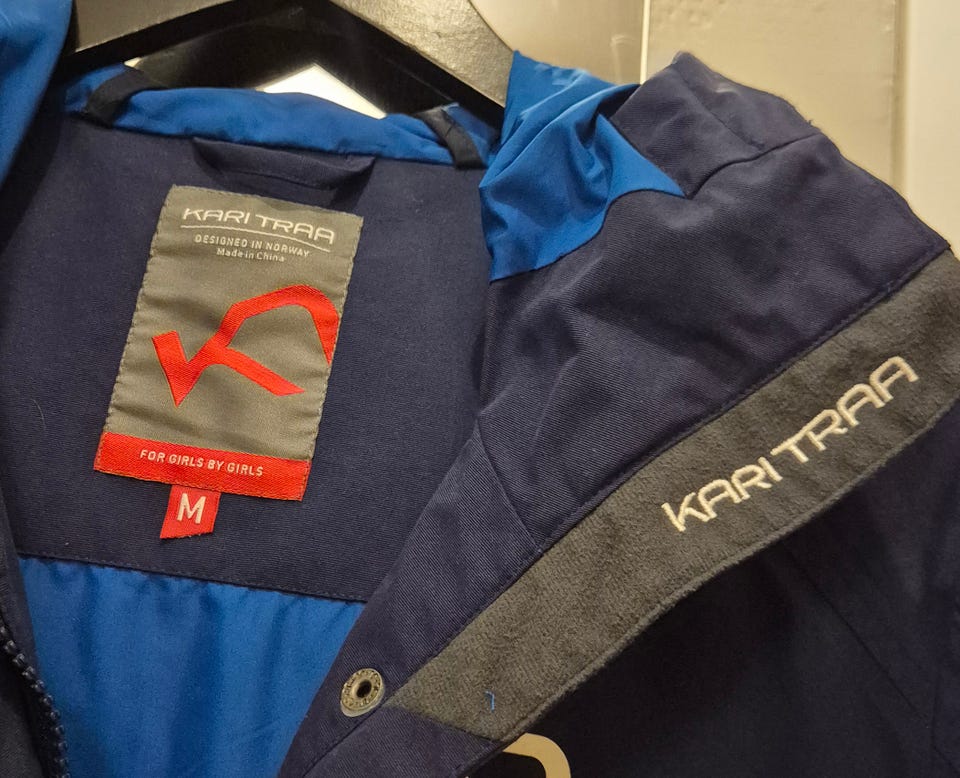 KARI TRAA
DESIGNED IN NORWAY
Made in China
FOR GIRLS BY GIRLS
M
KARI TRAA